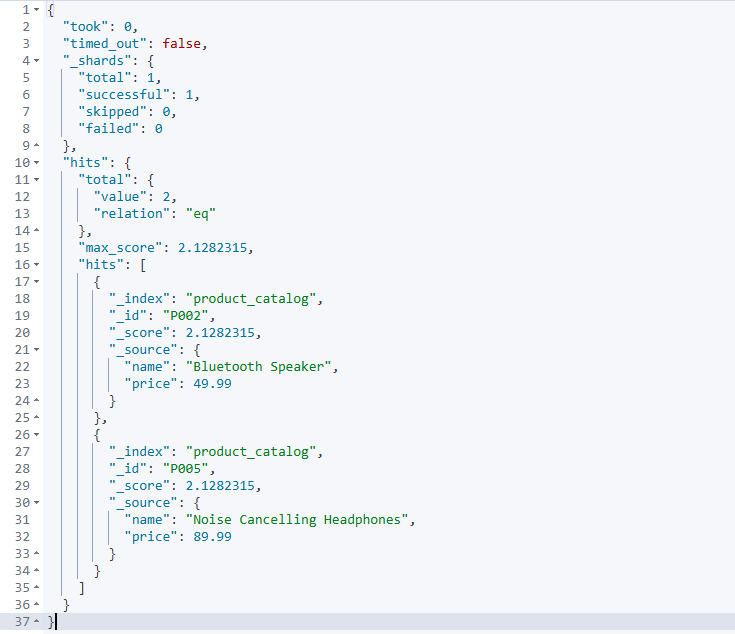 1 {
2 "took": 0,
3 "timed_out": false,
4 "_shards": {
5 "total": 1,
6 "successful": 1,
7 "skipped": 0,
8 "failed": 0
9 },
10 "hits": {
11 "total": {
12 "value": 2,
13 "relation": "eq"
14 },
15 "max_score": 2.1282315,
16 "hits": [
17 {
18 "_index": "product_catalog",
19 "_id": "P002",
20 "_score": 2.1282315,
21 "_source": {
22 "name": "Bluetooth Speaker",
23 "price": 49.99
24 }
25 },
26 {
27 "_index": "product_catalog",
28 "_id": "P005",
29 "_score": 2.1282315,
30 "_source": {
31 "name": "Noise Cancelling Headphones",
32 "price": 89.99
33 }
34 }
35 ]
36 }
37 }